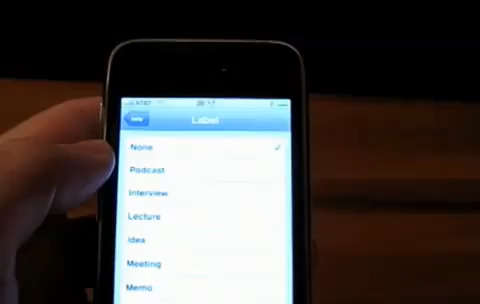 AT&T
Info
Label
None
Podcast
Interview
Lecture
Idea
Meeting
Memo